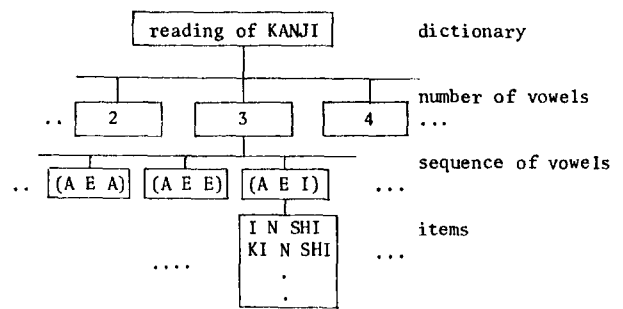 reading of KANJI dictionary
number of vowels
.. 2 3 4 ...
sequence of vowels
.. (A E A) (A E E) (A E I) ...
I N SHI items
KI N SHI
.... . ...
.